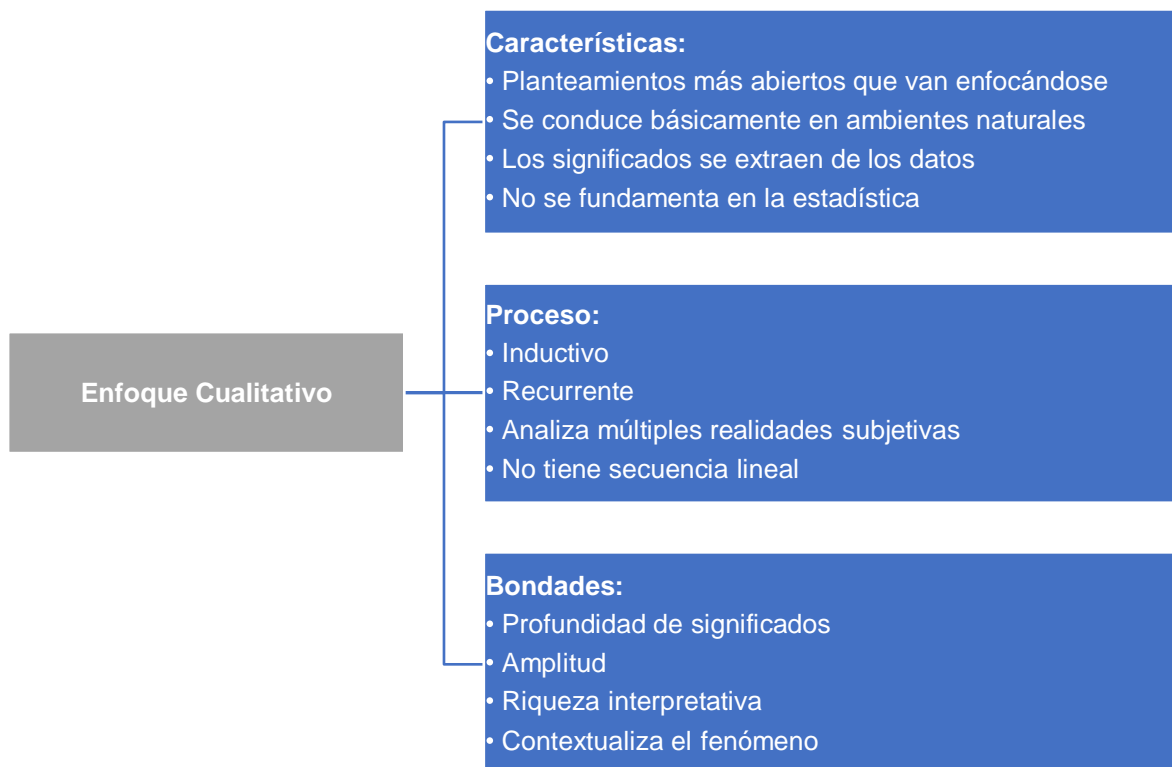 Características:
• Planteamientos más abiertos que van enfocándose
• Se conduce básicamente en ambientes naturales
• Los significados se extraen de los datos
• No se fundamenta en la estadística
Enfoque Cualitativo
Proceso:
• Inductivo
• Recurrente
• Analiza múltiples realidades subjetivas
• No tiene secuencia lineal
Bondades:
• Profundidad de significados
• Amplitud
• Riqueza interpretativa
• Contextualiza el fenómeno